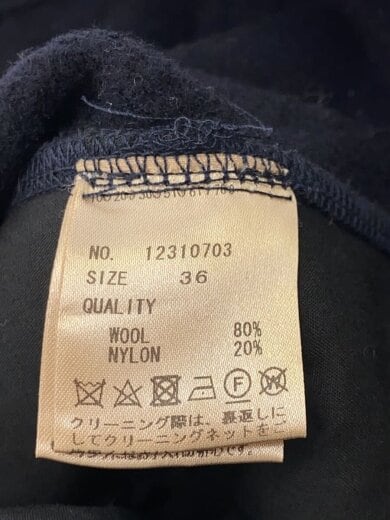 NO. 12310703
SIZE 36
QUALITY
WOOL 80%
NYLON 20%
F W
クリーニング際は、裏返しに
してクリーニングネットをご